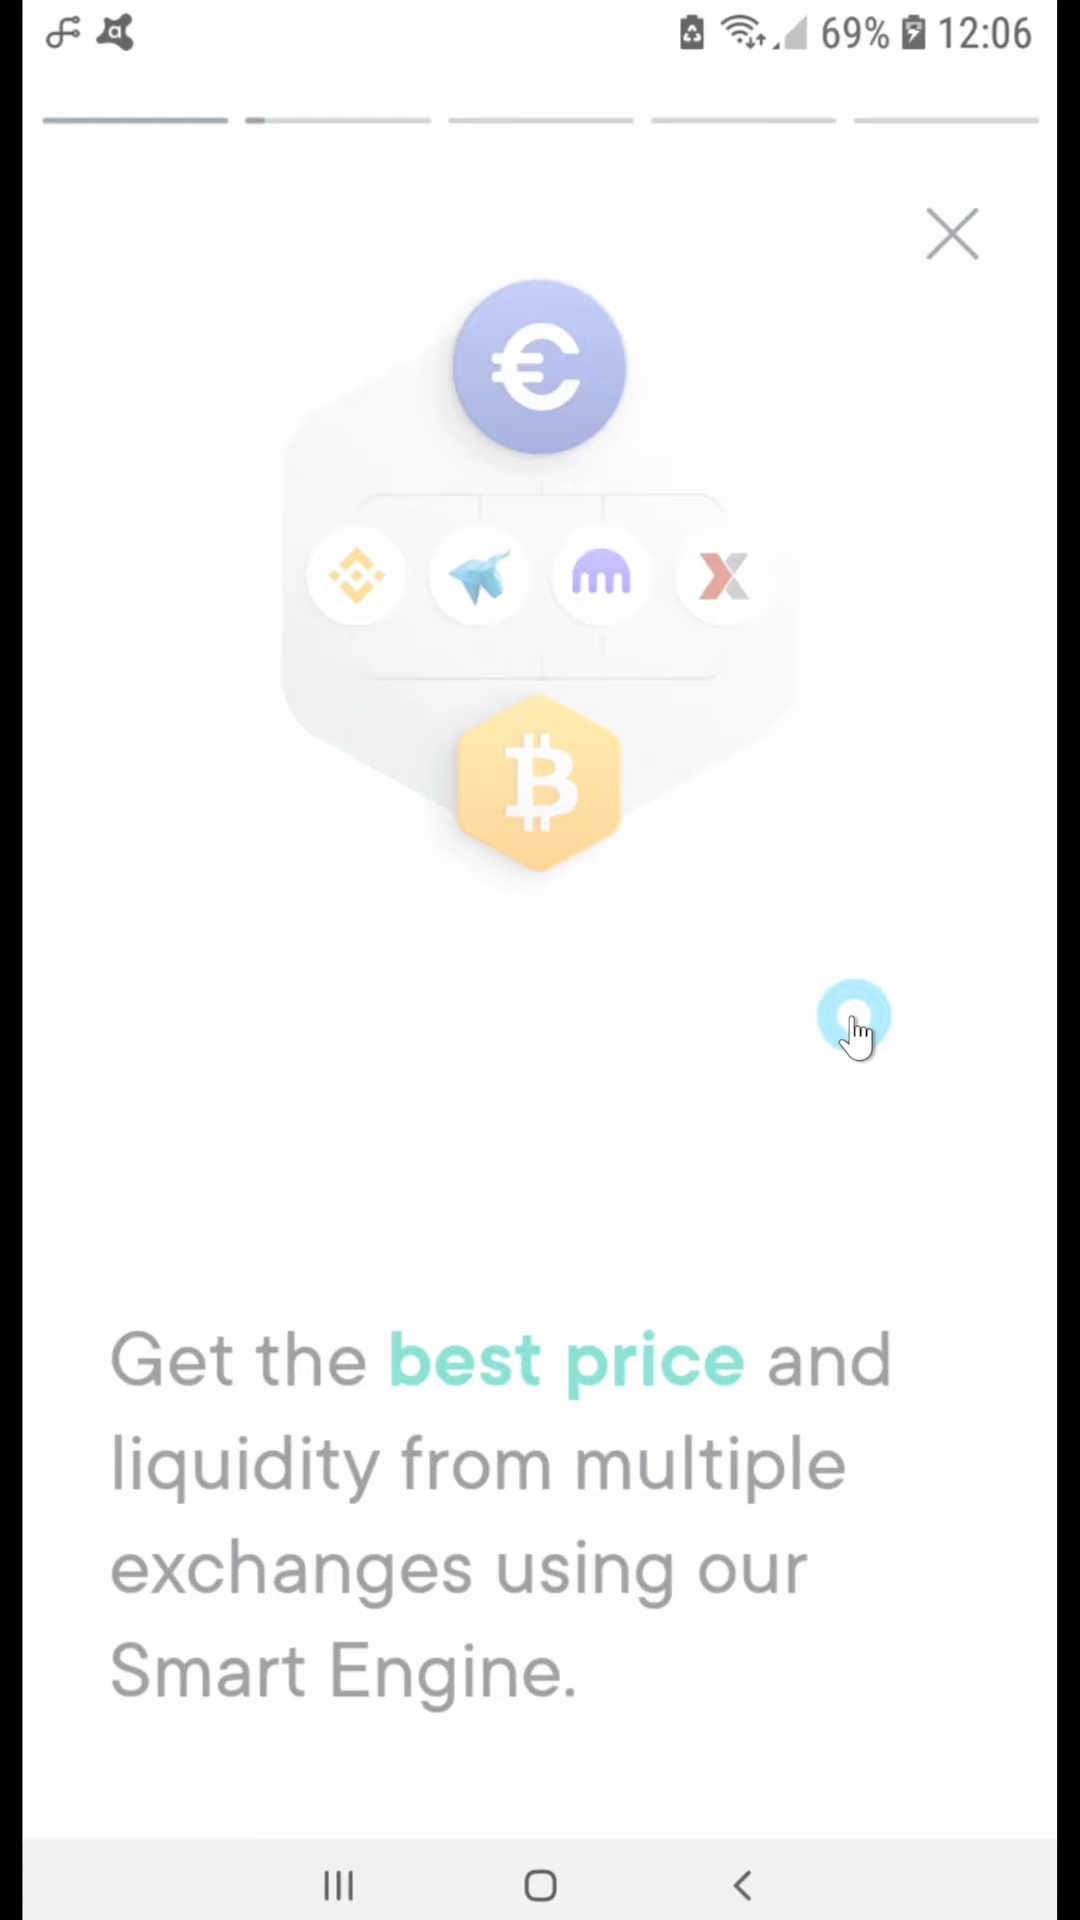 69% 12:06
Get the best price and
liquidity from multiple
exchanges using our
Smart Engine.